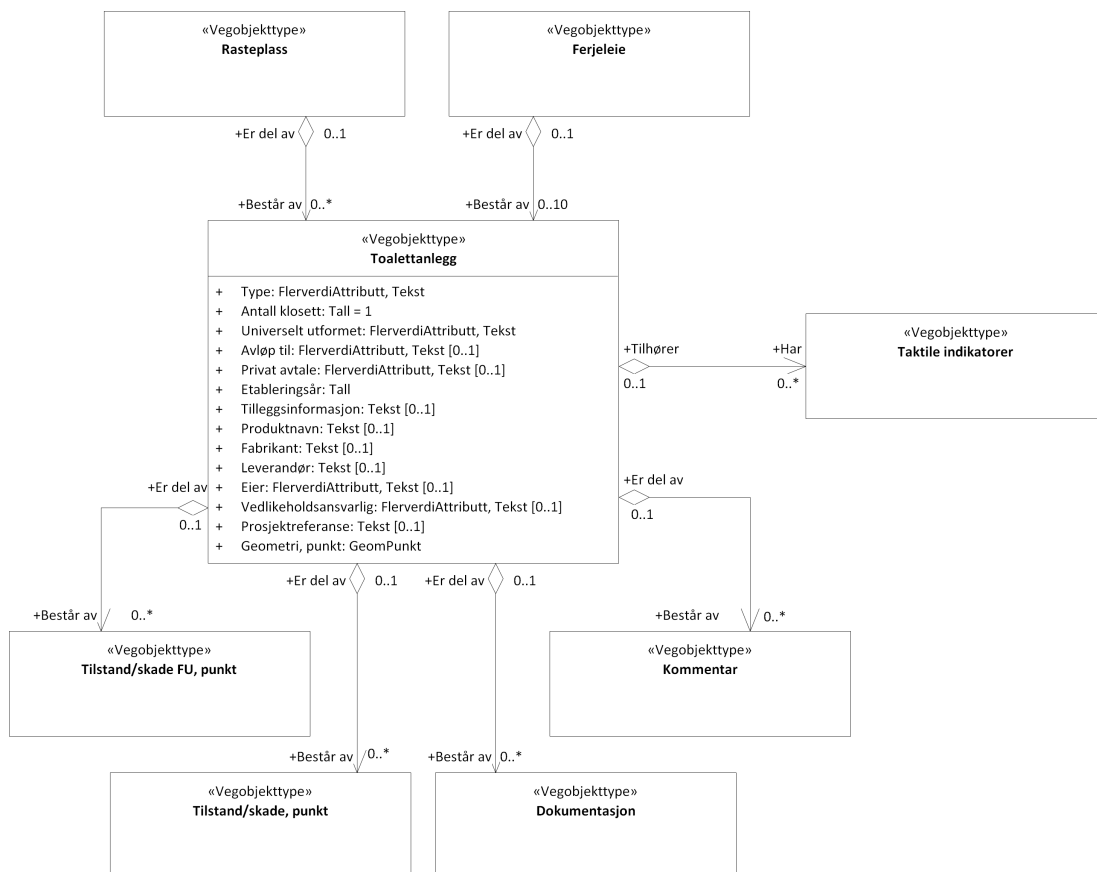 «Vegobjekttype»
Rasteplass
«Vegobjekttype»
Ferjeleie
+Er del av 0..1
+Er del av 0..1
+Består av 0..*
+Består av 0..10
«Vegobjekttype»
Toalettanlegg
+ Type: FlerverdiAttributt, Tekst
+ Antall klosett: Tall = 1
+ Universelt utformet: FlerverdiAttributt, Tekst
+ Avløp til: FlerverdiAttributt, Tekst [0..1]
+ Privat avtale: FlerverdiAttributt, Tekst [0..1]
+ Etableringsår: Tall
+ Tilleggsinformasjon: Tekst [0..1]
+ Produktnavn: Tekst [0..1]
+ Fabrikant: Tekst [0..1]
+ Leverandør: Tekst [0..1]
+ Eier: FlerverdiAttributt, Tekst [0..1]
+ Vedlikeholdsansvarlig: FlerverdiAttributt, Tekst [0..1]
+ Prosjektreferanse: Tekst [0..1]
+ Geometri, punkt: GeomPunkt
+Tilhører
0..1
+Har
0..*
«Vegobjekttype»
Taktile indikatorer
+Er del av
0..1
+Er del av
0..1
+Er del av 0..1
+Er del av 0..1
+Består av 0..*
«Vegobjekttype»
Tilstand/skade FU, punkt
+Består av 0..*
«Vegobjekttype»
Kommentar
+Består av 0..*
«Vegobjekttype»
Tilstand/skade, punkt
+Består av 0..*
«Vegobjekttype»
Dokumentasjon